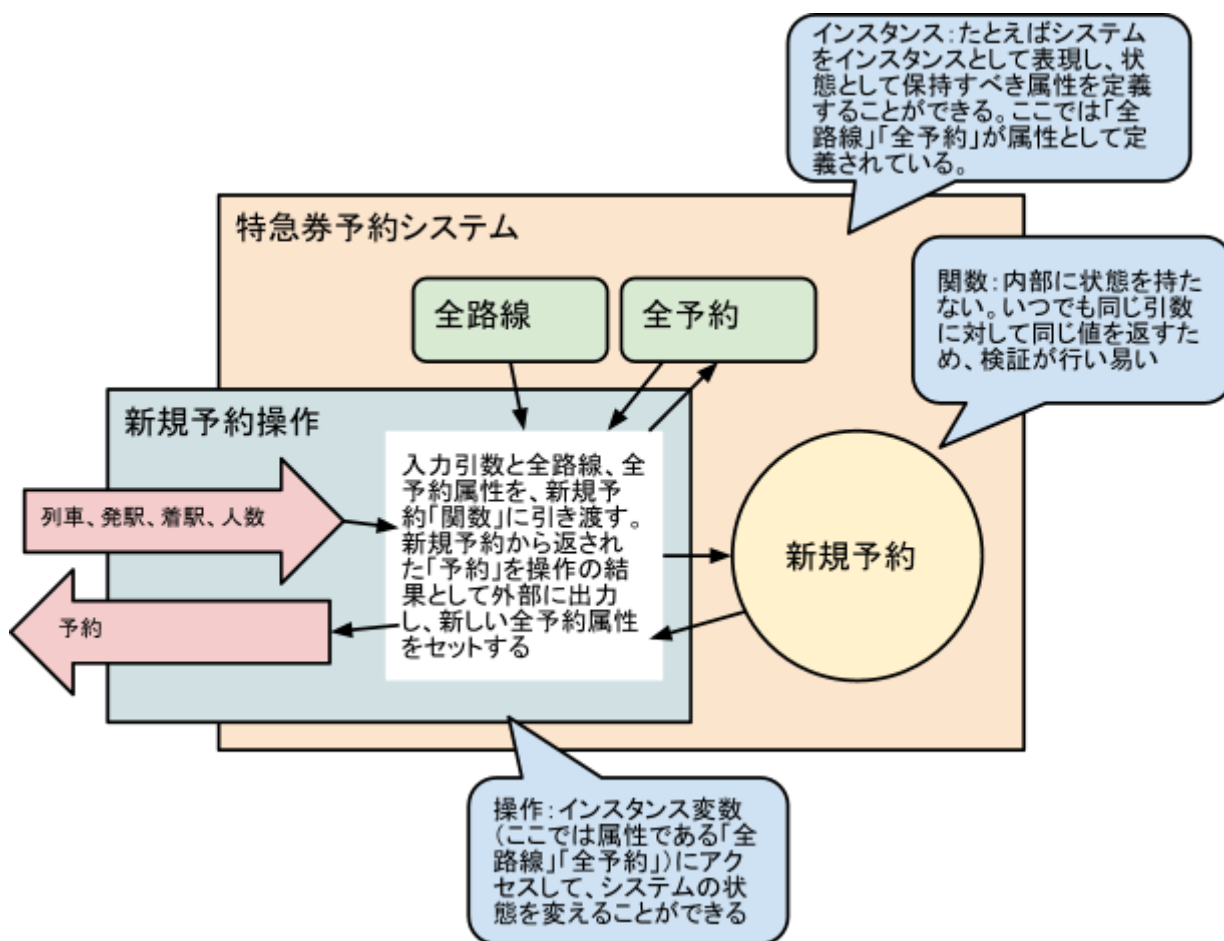 インスタンス：たとえばシステム
をインスタンスとして表現し、状
態として保持すべき属性を定義
することができる。ここでは「全
路線」「全予約」が属性として定
義されている。
特急券予約システム
全路線
全予約
関数：内部に状態を持た
ない。いつでも同じ引数
に対して同じ値を返すた
め、検証が行い易い
新規予約操作
列車、発駅、着駅、人数
入力引数と全路線、全
予約属性を、新規予
約「関数」に引き渡す。
新規予約から返され
た「予約」を操作の結
果として外部に出力
し、新しい全予約属性
をセットする
新規予約
予約
操作：インスタンス変数
（ここでは属性である「全
路線」「全予約」）にアク
セスして、システムの状
態を変えることができる